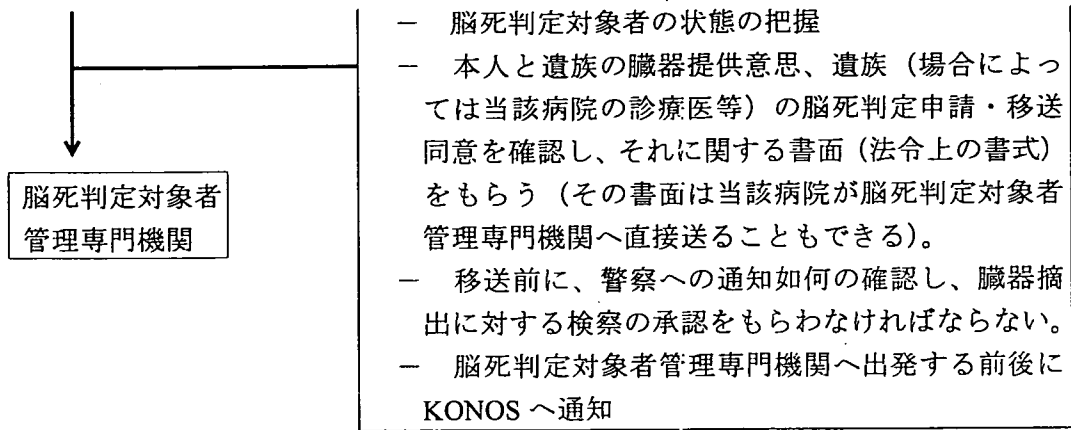 －　脳死判定対象者の状態の把握
－　本人と遺族の臓器提供意思、遺族（場合によっ
ては当該病院の診療医等）の脳死判定申請・移送
同意を確認し、それに関する書面（法令上の書式）
をもらう（その書面は当該病院が脳死判定対象者
管理専門機関へ直接送ることもできる）。
－　移送前に、警察への通知如何の確認し、臓器摘
出に対する検察の承認をもらわなければならない。
－　脳死判定対象者管理専門機関へ出発する前後に
KONOS へ通知
脳死判定対象者
管理専門機関